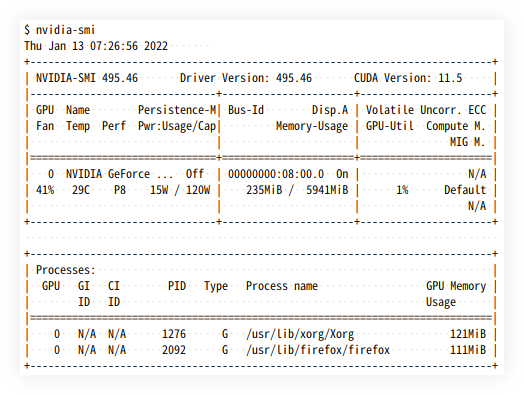 $ nvidia-smi
Thu Jan 13 07:26:56 2022
+-----------------------------------------------------------------------------+
| NVIDIA-SMI 495.46       Driver Version: 495.46       CUDA Version: 11.5     |
|-------------------------------+----------------------+----------------------+
| GPU  Name        Persistence-M| Bus-Id        Disp.A | Volatile Uncorr. ECC |
| Fan  Temp  Perf  Pwr:Usage/Cap|         Memory-Usage | GPU-Util  Compute M. |
|                               |                      |               MIG M. |
|===============================+======================+======================|
|   0  NVIDIA GeForce ...  Off  | 00000000:08:00.0  On |                  N/A |
| 41%   29C    P8    15W / 120W |    235MiB /  5941MiB |      1%      Default |
|                               |                      |                  N/A |
+-------------------------------+----------------------+----------------------+

+-----------------------------------------------------------------------------+
| Processes:                                                                  |
|  GPU   GI   CI        PID   Type   Process name                  GPU Memory |
|        ID   ID                                                   Usage      |
|=============================================================================|
|    0   N/A  N/A      1276      G   /usr/lib/xorg/Xorg                121MiB |
|    0   N/A  N/A      2092      G   /usr/lib/firefox/firefox          111MiB |
+-----------------------------------------------------------------------------+